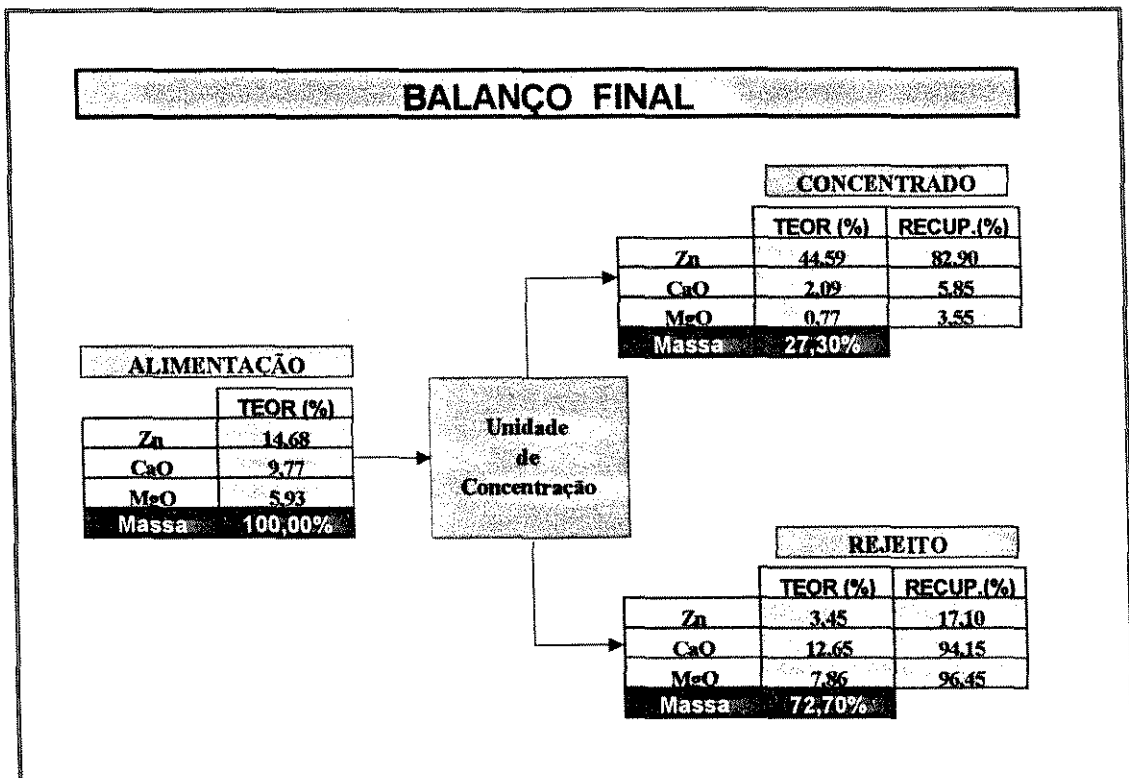 BALANÇO FINAL
CONCENTRADO
TEOR (%) RECUP.(%)
Zn 44,59 82,90
CaO 2,09 5,85
MgO 0,77 3,55
Massa 27,30%
ALIMENTAÇÃO
TEOR (%)
Zn 14,68
CaO 9,77
MgO 5,93
Massa 100,00%
Unidade
de
Concentração
REJEITO
TEOR (%) RECUP.(%)
Zn 3,45 17,10
CaO 12,65 94,15
MgO 7,86 96,45
Massa 72,70%